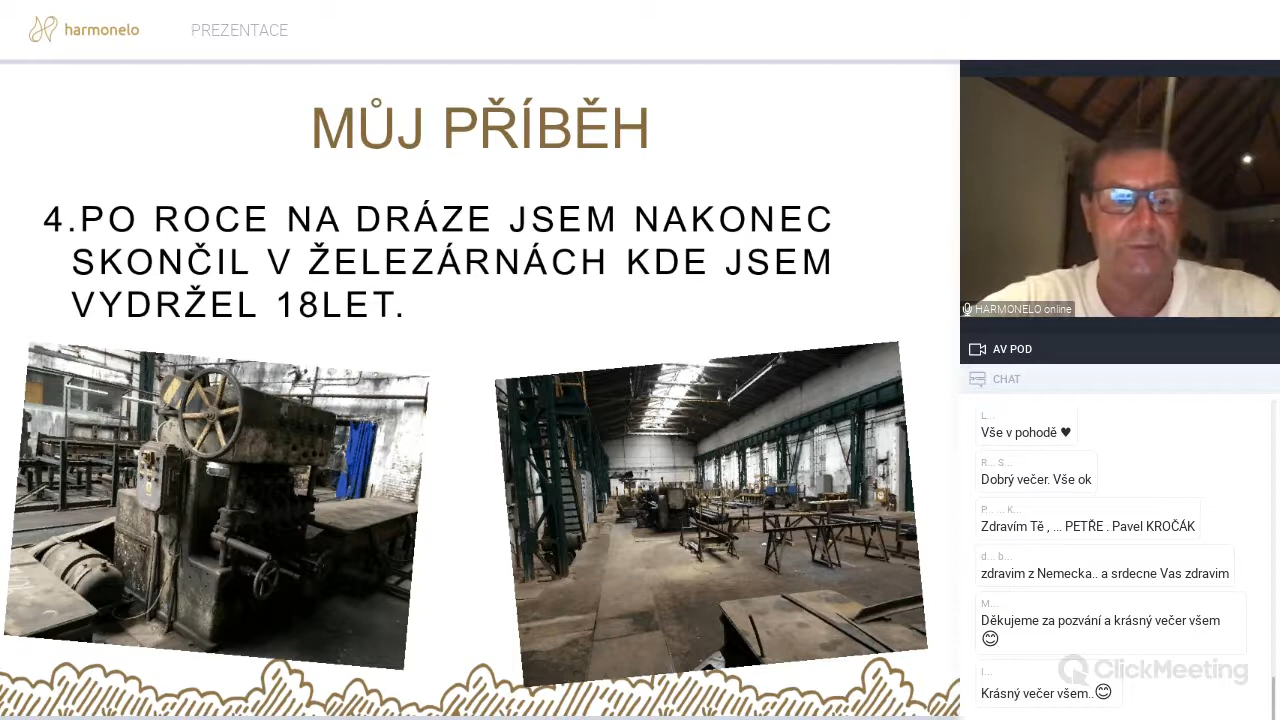 harmonelo
PREZENTACE
MŮJ PŘÍBĚH
4.PO ROCE NA DRÁZE JSEM NAKONEC
SKONČIL V ŽELEZÁRNÁCH KDE JSEM
VYDRŽEL 18LET.
HARMONELO online
AV POD
CHAT
L...
Vše v pohodě ♥
R... S...
Dobrý večer. Vše ok
P... ... K...
Zdravím Tě , ... PETŘE . Pavel KROČÁK
d... b...
zdravim z Nemecka.. a srdecne Vas zdravim
M...
Děkujeme za pozvání a krásný večer všem
😊
I...
Krásný večer všem..😊
ClickMeeting